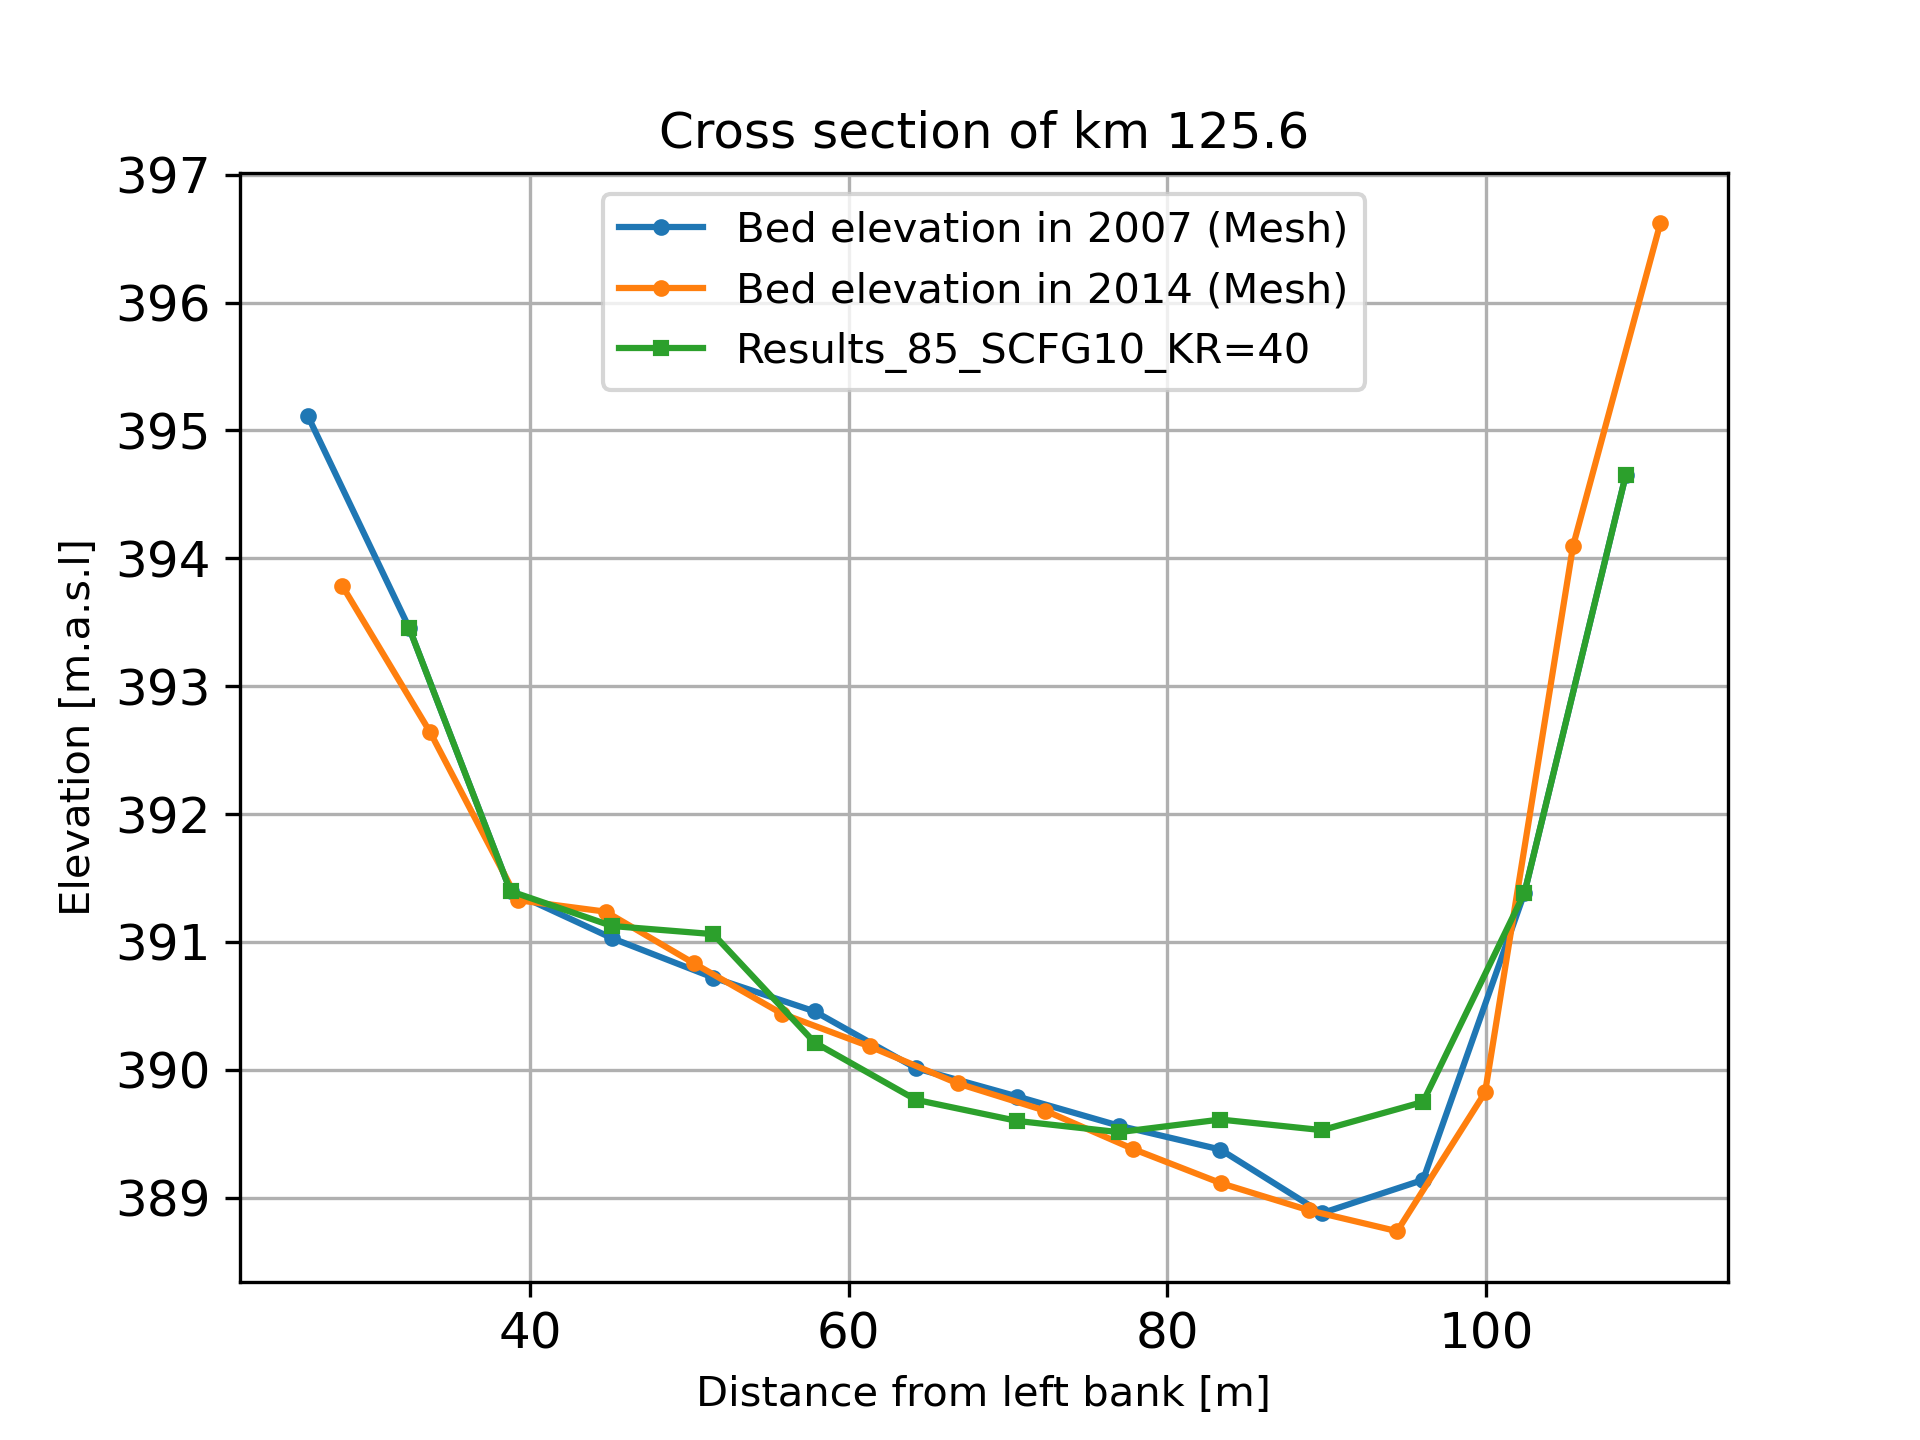 Cross section of km 125.6
397
396
395
394
393
392
391
390
389
Elevation [m.a.s.l]
Bed elevation in 2007 (Mesh)
Bed elevation in 2014 (Mesh)
Results_85_SCFG10_KR=40
40 60 80 100
Distance from left bank [m]